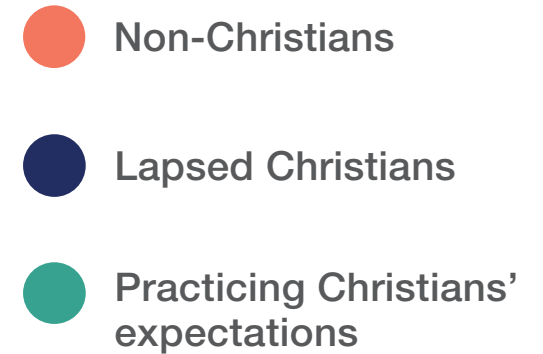 Non-Christians
Lapsed Christians
Practicing Christians’
expectations